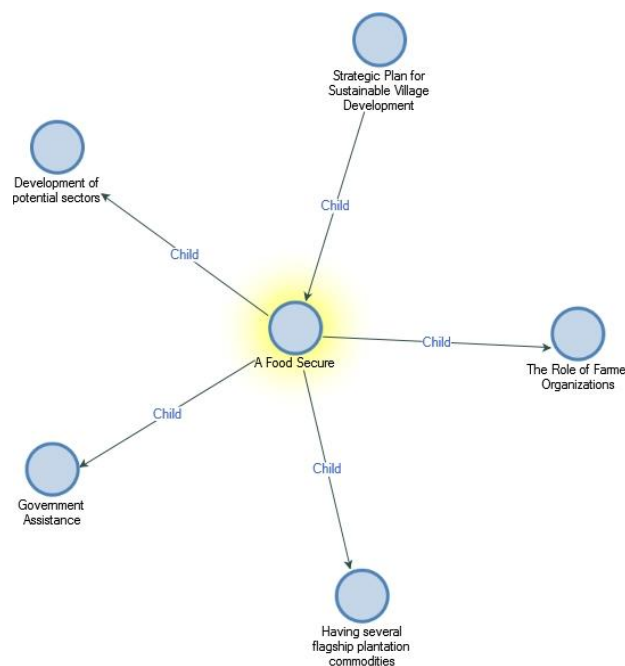 Strategic Plan for
Sustainable Village
Development
Development of
potential sectors
Child
Child
Child
A Food Secure
The Role of Farme
Organizations
Child
Child
Government
Assistance
Having several
flagship plantation
commodities